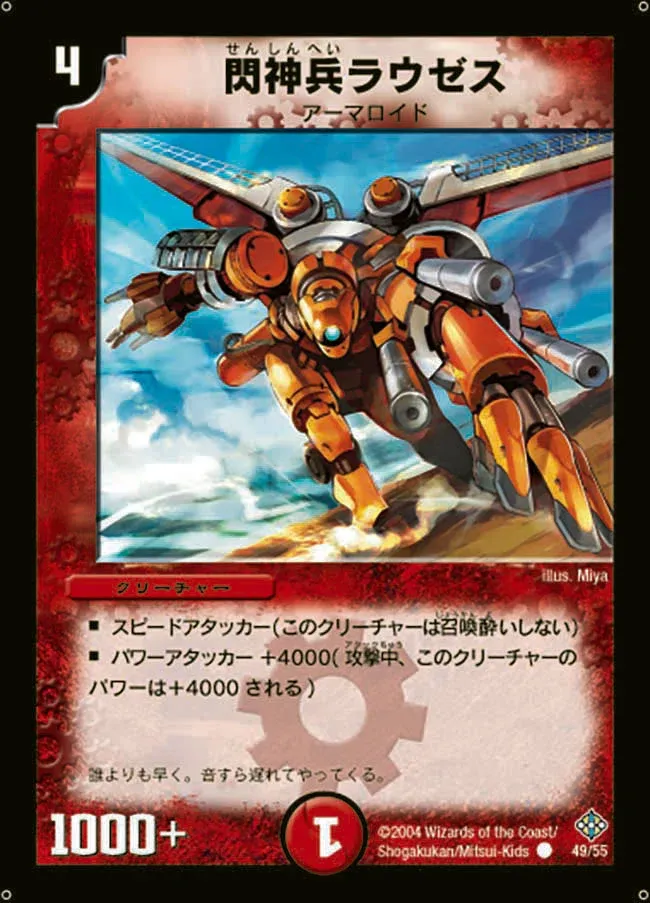 4
せんしんへい
閃神兵ラウゼス
アーマロイド
illus. Miya
クリーチャー
■ スピードアタッカー(このクリーチャーは召喚酔いしない)
■ パワーアタッカー +4000( 攻撃中、このクリーチャーの
パワーは+4000 される)
誰よりも早く。音すら遅れてやってくる。
1000+
1
©2004 Wizards of the Coast/
Shogakukan/Mitsui-Kids
49/55